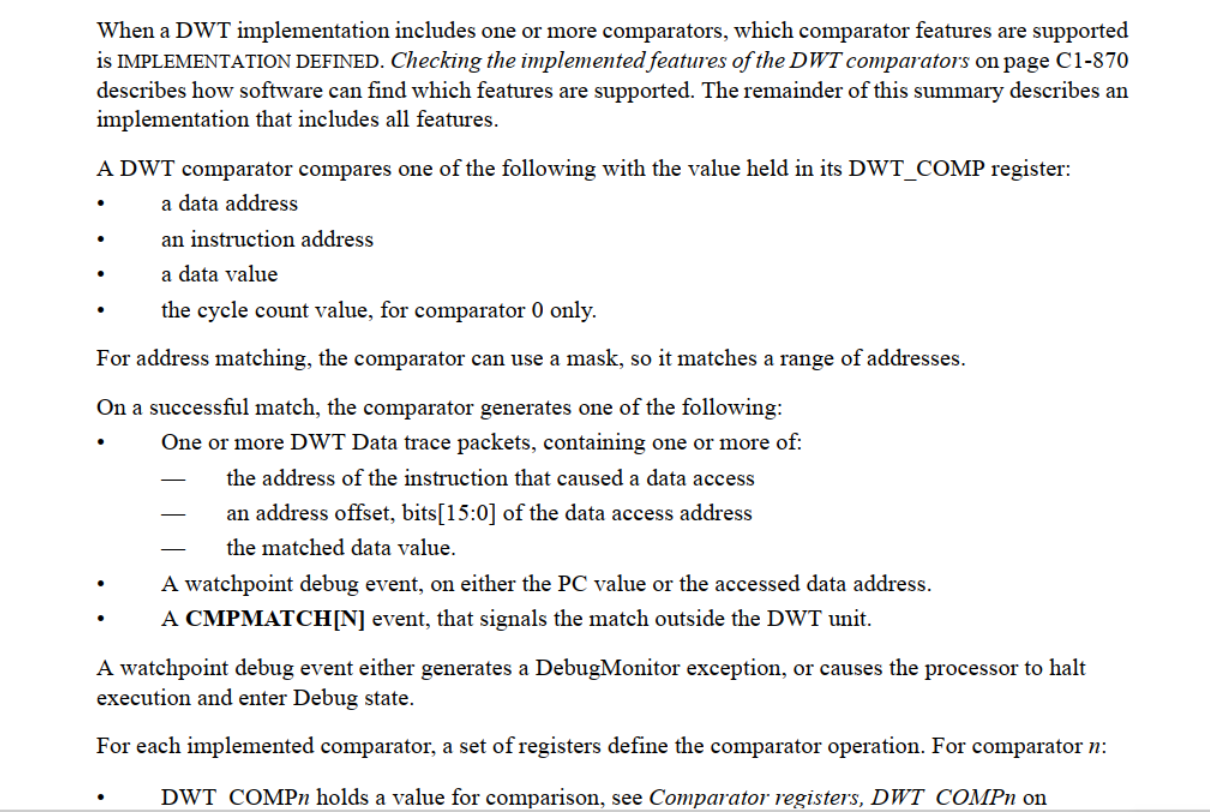 When a DWT implementation includes one or more comparators, which comparator features are supported
is IMPLEMENTATION DEFINED. Checking the implemented features of the DWT comparators on page C1-870
describes how software can find which features are supported. The remainder of this summary describes an
implementation that includes all features.
A DWT comparator compares one of the following with the value held in its DWT_COMP register:
• a data address
• an instruction address
• a data value
• the cycle count value, for comparator 0 only.
For address matching, the comparator can use a mask, so it matches a range of addresses.
On a successful match, the comparator generates one of the following:
• One or more DWT Data trace packets, containing one or more of:
— the address of the instruction that caused a data access
— an address offset, bits[15:0] of the data access address
— the matched data value.
• A watchpoint debug event, on either the PC value or the accessed data address.
• A CMPMATCH[N] event, that signals the match outside the DWT unit.
A watchpoint debug event either generates a DebugMonitor exception, or causes the processor to halt
execution and enter Debug state.
For each implemented comparator, a set of registers define the comparator operation. For comparator n:
• DWT_COMPn holds a value for comparison, see Comparator registers, DWT_COMPn on